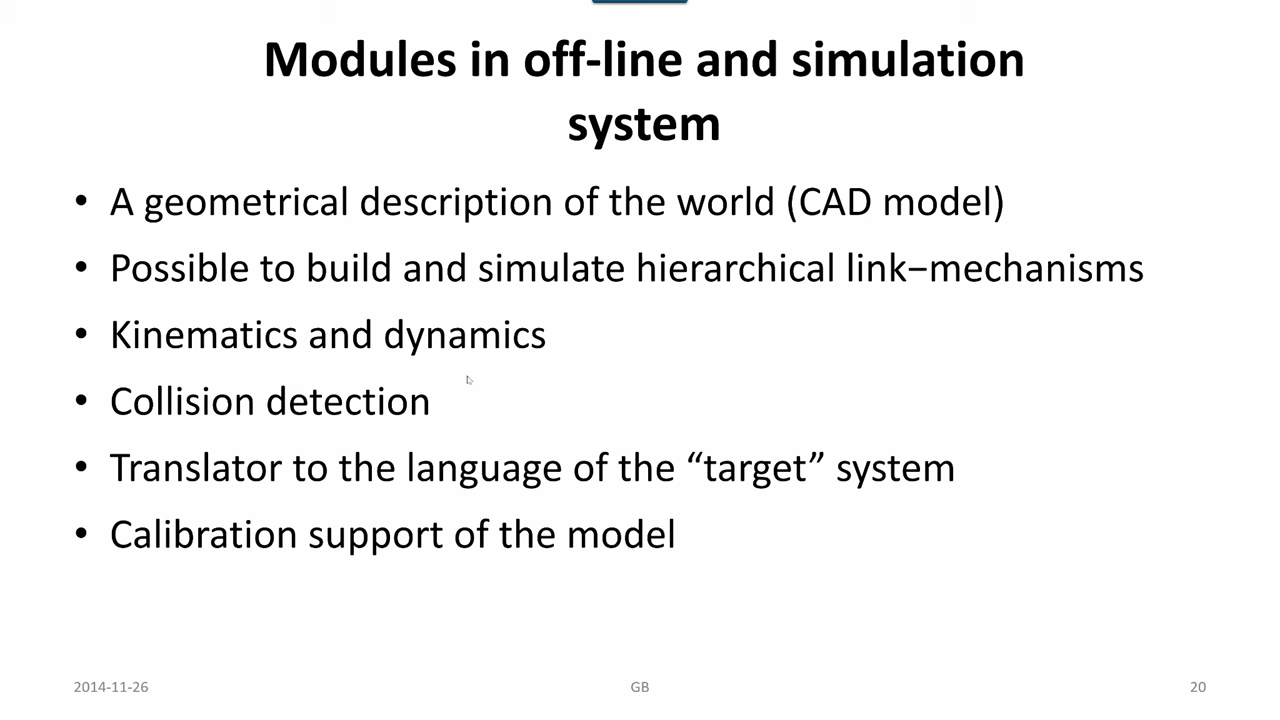 Modules in off-line and simulation
system
• A geometrical description of the world (CAD model)
• Possible to build and simulate hierarchical link−mechanisms
• Kinematics and dynamics
• Collision detection
• Translator to the language of the “target” system
• Calibration support of the model
2014-11-26 GB 20